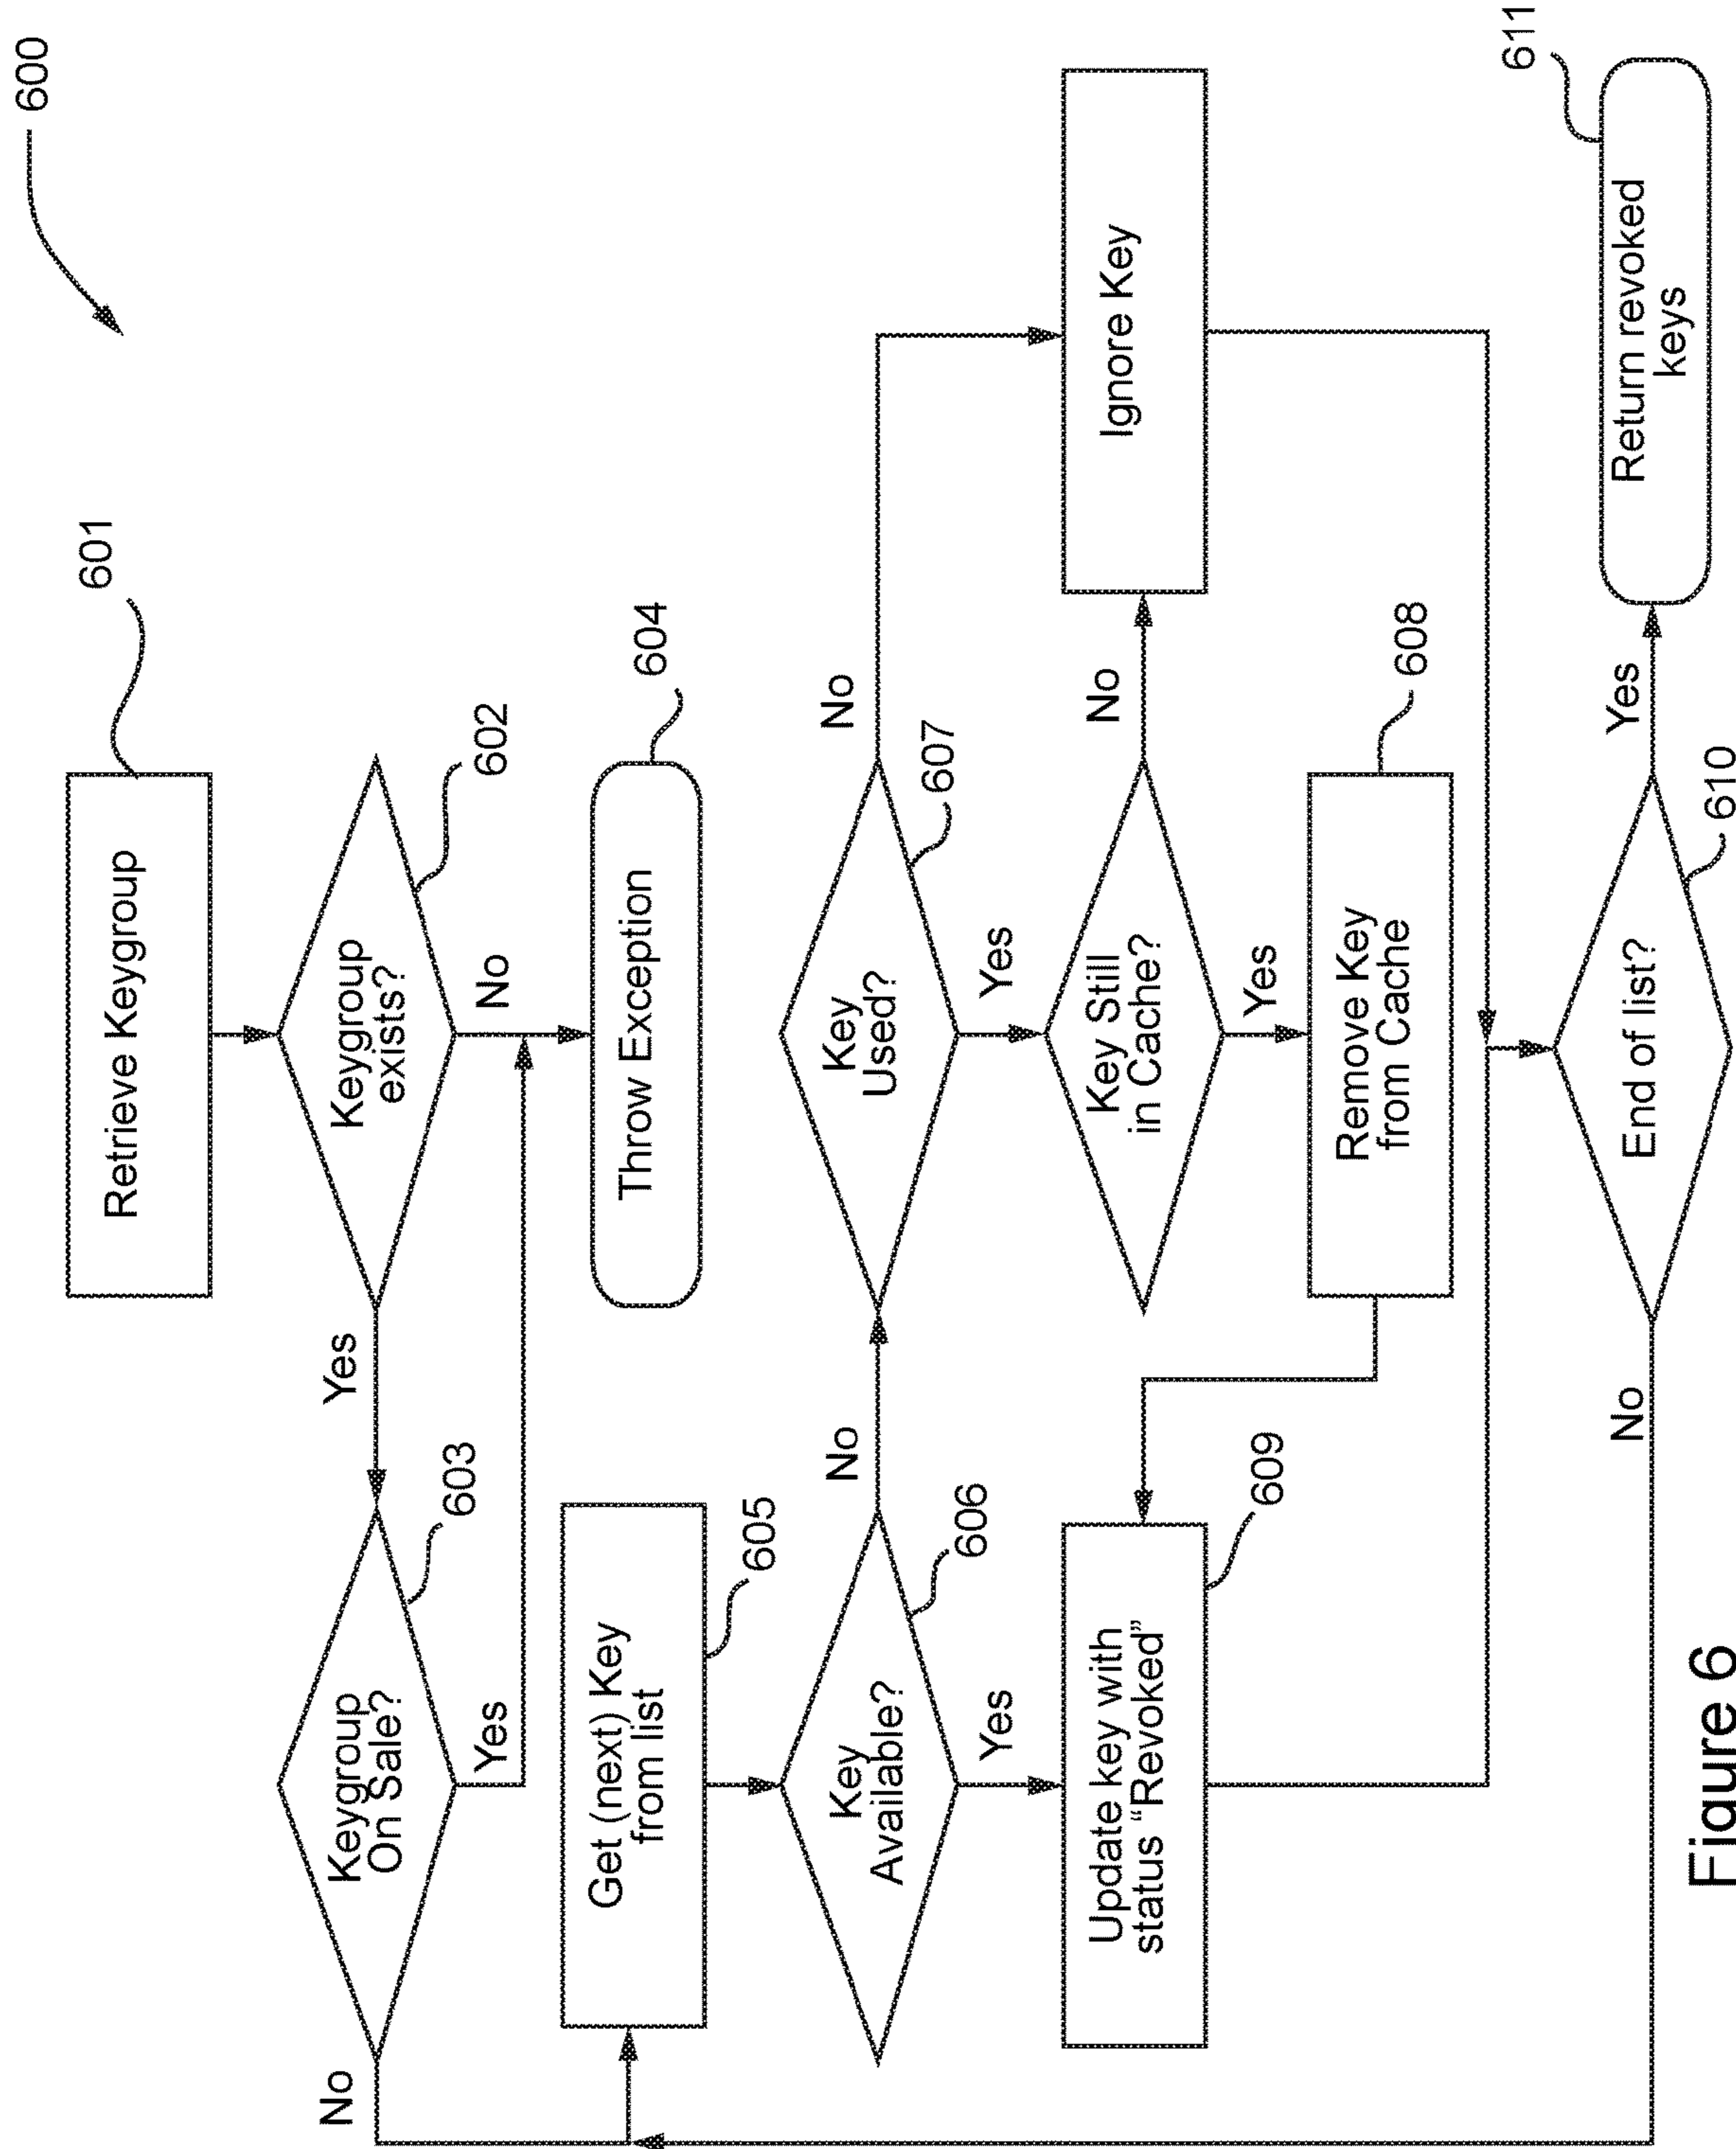 600
Retrieve Keygroup
601
Keygroup
On Sale?
603
Yes
Keygroup
exists?
602
No
Yes
No
Throw Exception
604
Get (next) Key
from list
605
Key
Available?
606
No
Key
Used?
607
No
Yes
Yes
Update key with
status “Revoked”
609
Key Still
in Cache?
No
Ignore Key
Yes
Remove Key
from Cache
608
No
End of list?
610
Yes
Return revoked
keys
611
Figure 6